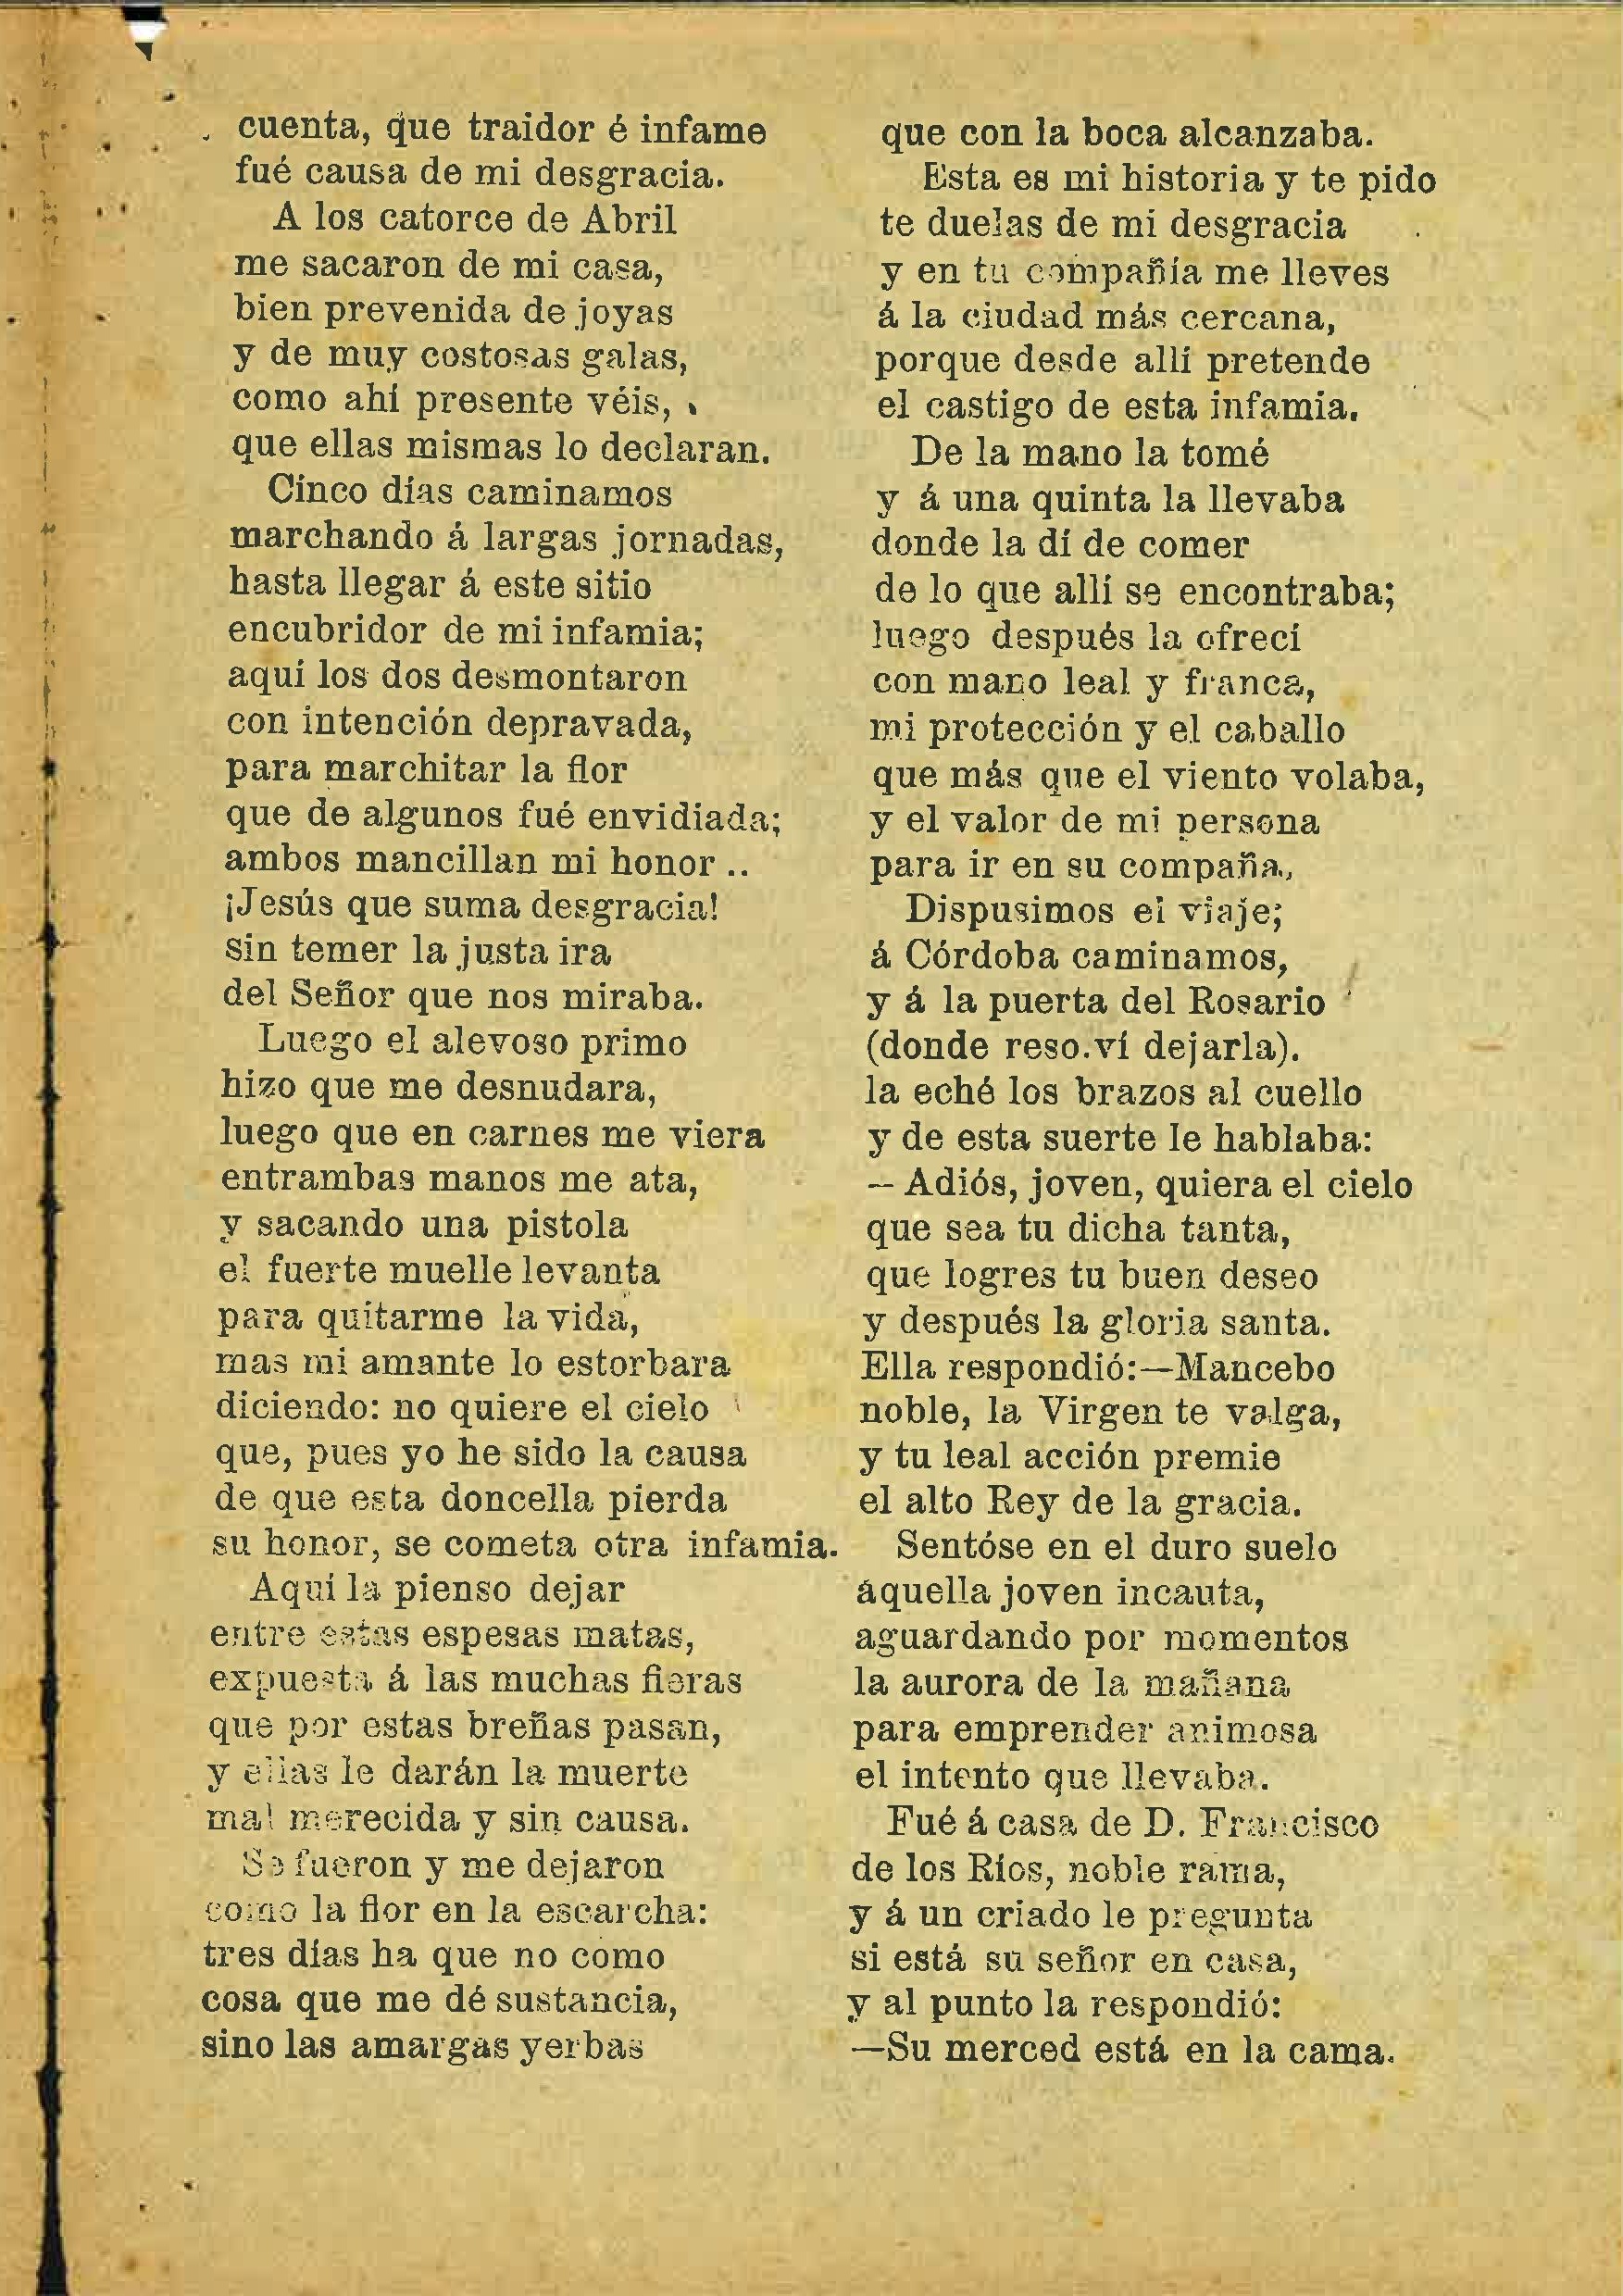 cuenta, que traidor é infame
fué causa de mi desgracia.
A los catorce de Abril
me sacaron de mi casa,
bien prevenida de joyas
y de muy costosas galas,
como ahí presente véis,
que ellas mismas lo declaran.
Cinco días caminamos
marchando á largas jornadas,
hasta llegar á este sitio
encubridor de mi infamia;
aquí los dos desmontaron
con intención depravada,
para marchitar la flor
que de algunos fué envidiada;
ambos mancillan mi honor ..
¡Jesús que suma desgracia!
sin temer la justa ira
del Señor que nos miraba.
Luego el alevoso primo
hizo que me desnudara,
luego que en carnes me viera
entrambas manos me ata,
y sacando una pistola
el fuerte muelle levanta
para quitarme la vida,
mas mi amante lo estorbara
diciendo: no quiere el cielo
que, pues yo he sido la causa
de que esta doncella pierda
su honor, se cometa otra infamia.
Aquí la pienso dejar
entre estas espesas matas,
expuesta á las muchas fieras
que por estas breñas pasan,
y ellas le darán la muerte
mal merecida y sin causa.
Se fueron y me dejaron
como la flor en la escarcha:
tres días ha que no como
cosa que me dé sustancia,
sino las amargas yerbas
que con la boca alcanzaba.
Esta es mi historia y te pido
te duelas de mi desgracia
y en tu compañía me lleves
á la ciudad más cercana,
porque desde allí pretende
el castigo de esta infamia.
De la mano la tomé
y á una quinta la llevaba
donde la dí de comer
de lo que allí se encontraba;
luego después la ofrecí
con mano leal y franca,
mi protección y el caballo
que más que el viento volaba,
y el valor de mi persona
para ir en su compaña.,
Dispusimos el viaje;
á Córdoba caminamos,
y á la puerta del Rosario
(donde reso.ví dejarla).
la eché los brazos al cuello
y de esta suerte le hablaba:
– Adiós, joven, quiera el cielo
que sea tu dicha tanta,
que logres tu buen deseo
y después la gloria santa.
Ella respondió:—Mancebo
noble, la Virgen te valga,
y tu leal acción premie
el alto Rey de la gracia.
Sentóse en el duro suelo
aquella joven incauta,
aguardando por momentos
la aurora de la mañana
para emprender animosa
el intento que llevaba.
Fué á casa de D. Francisco
de los Ríos, noble rama,
y á un criado le pregunta
si está su señor en casa,
y al punto la respondió:
—Su merced está en la cama.